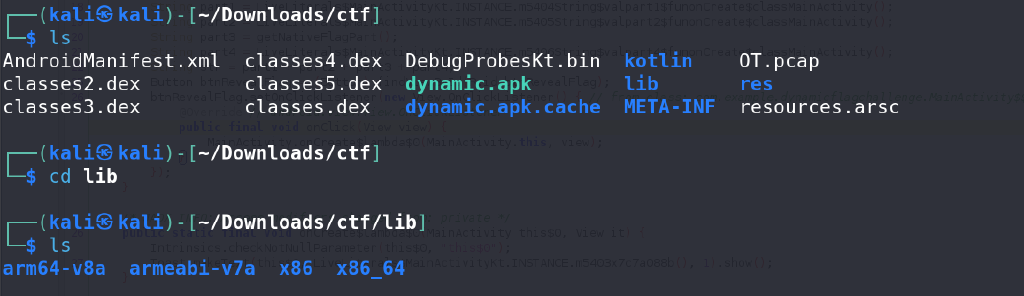 ┌──(kali㉿kali)-[~/Downloads/ctf]
└─$ ls
AndroidManifest.xml  classes4.dex  DebugProbesKt.bin  kotlin    OT.pcap
classes2.dex         classes5.dex  dynamic.apk        lib       res
classes3.dex         classes.dex   dynamic.apk.cache  META-INF  resources.arsc
┌──(kali㉿kali)-[~/Downloads/ctf]
└─$ cd lib
┌──(kali㉿kali)-[~/Downloads/ctf/lib]
└─$ ls
arm64-v8a  armeabi-v7a  x86  x86_64